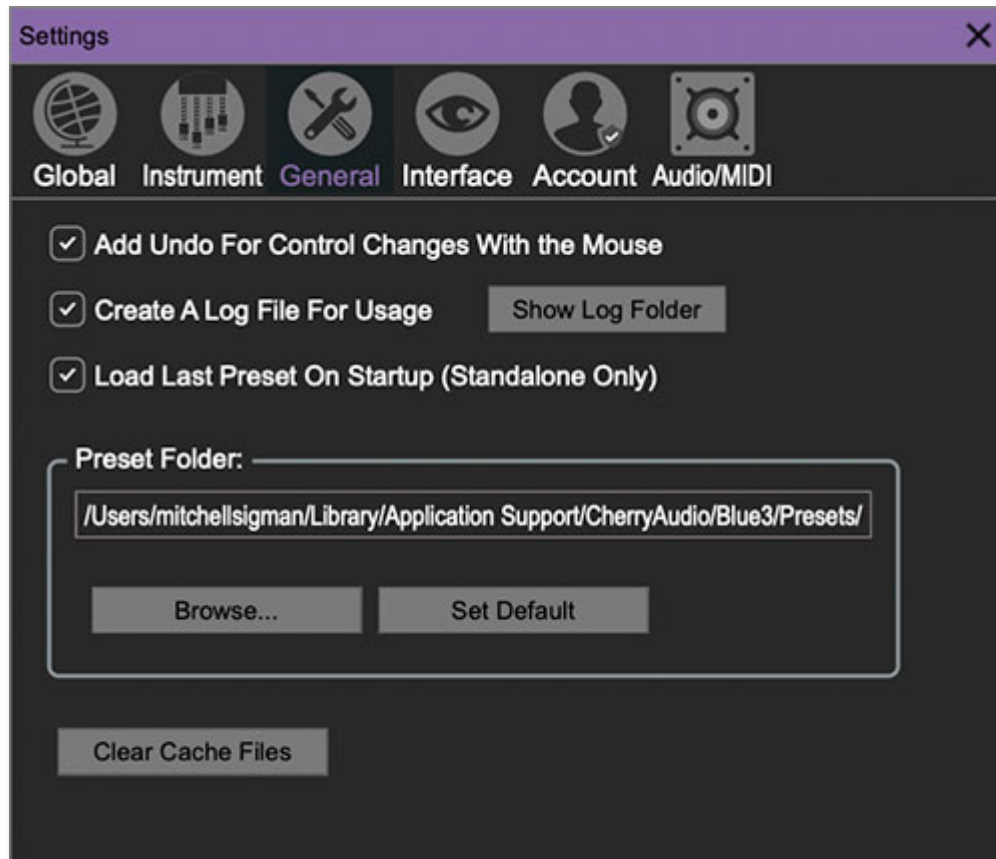 Settings
Global Instrument General Interface Account Audio/MIDI
Add Undo For Control Changes With the Mouse
Create A Log File For Usage Show Log Folder
Load Last Preset On Startup (Standalone Only)
Preset Folder:
/Users/mitchellsigman/Library/Application Support/CherryAudio/Blue3/Presets/
Browse... Set Default
Clear Cache Files